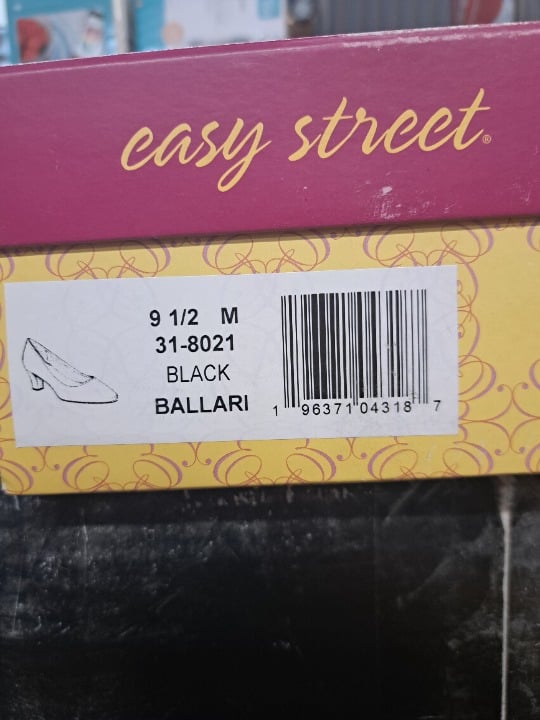 easy street®
9 1/2 M
31-8021
BLACK
BALLARI
1 96371 04318 7